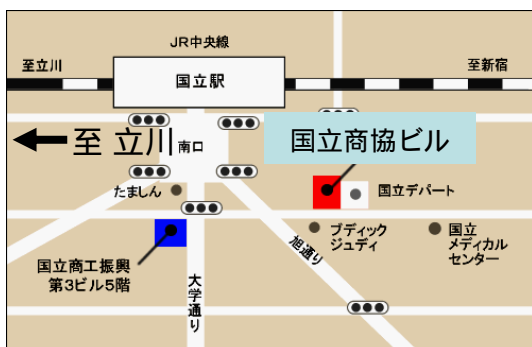 JR中央線
至立川
国立駅
至新宿
至 立川
南口
国立商協ビル
たましん
国立デパート
ブティック
ジュディ
国立
メディカル
センター
旭通り
国立商工振興
第3ビル5階
大学通り